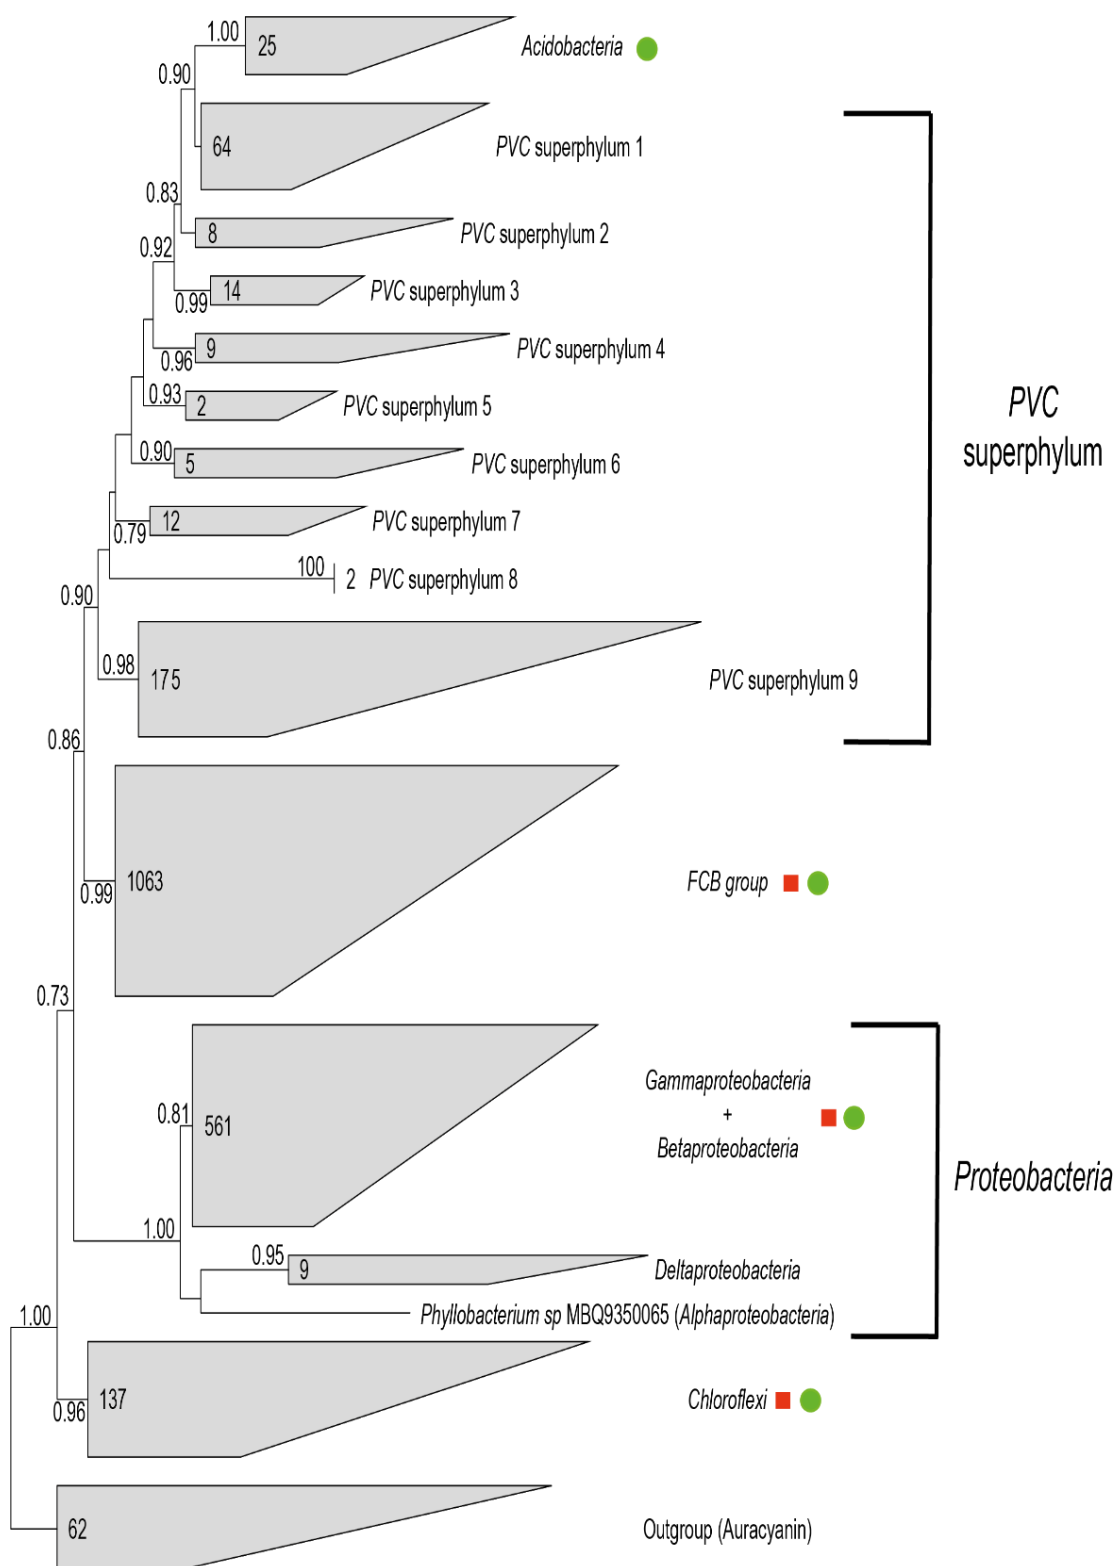 1.00
25
Acidobacteria
0.90
64
PVC superphylum 1
0.83
8
PVC superphylum 2
0.92
14
PVC superphylum 3
0.99
9
PVC superphylum 4
0.96
0.93
2
PVC superphylum 5
PVC
superphylum
0.90
5
PVC superphylum 6
12
PVC superphylum 7
0.79
100
2
PVC superphylum 8
0.90
0.98
175
PVC superphylum 9
0.86
1063
FCB group
0.99
0.73
Gammaproteobacteria
+
Betaproteobacteria
0.81
561
Proteobacteria
1.00
0.95
9
Deltaproteobacteria
Phyllobacterium sp MBQ9350065 (Alphaproteobacteria)
1.00
137
Chloroflexi
0.96
62
Outgroup (Auracyanin)